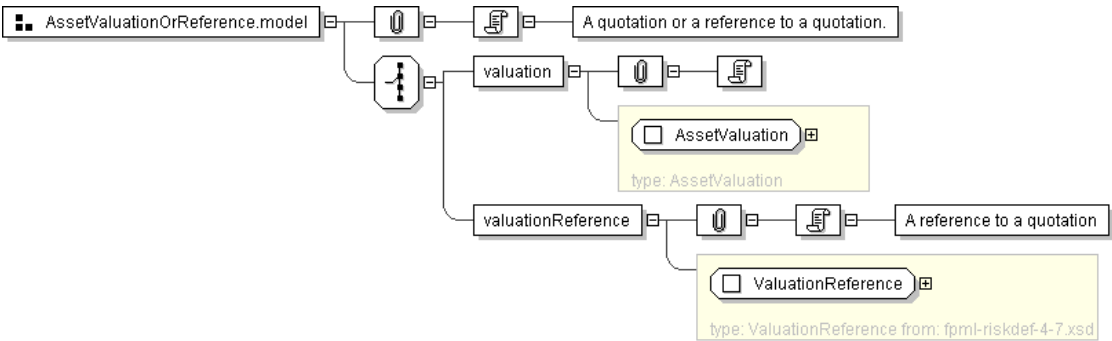 AssetValuationOrReference.model
A quotation or a reference to a quotation.
valuation
AssetValuation
type: AssetValuation
valuationReference
A reference to a quotation
ValuationReference
type: ValuationReference from: fpml-riskdef-4-7.xsd